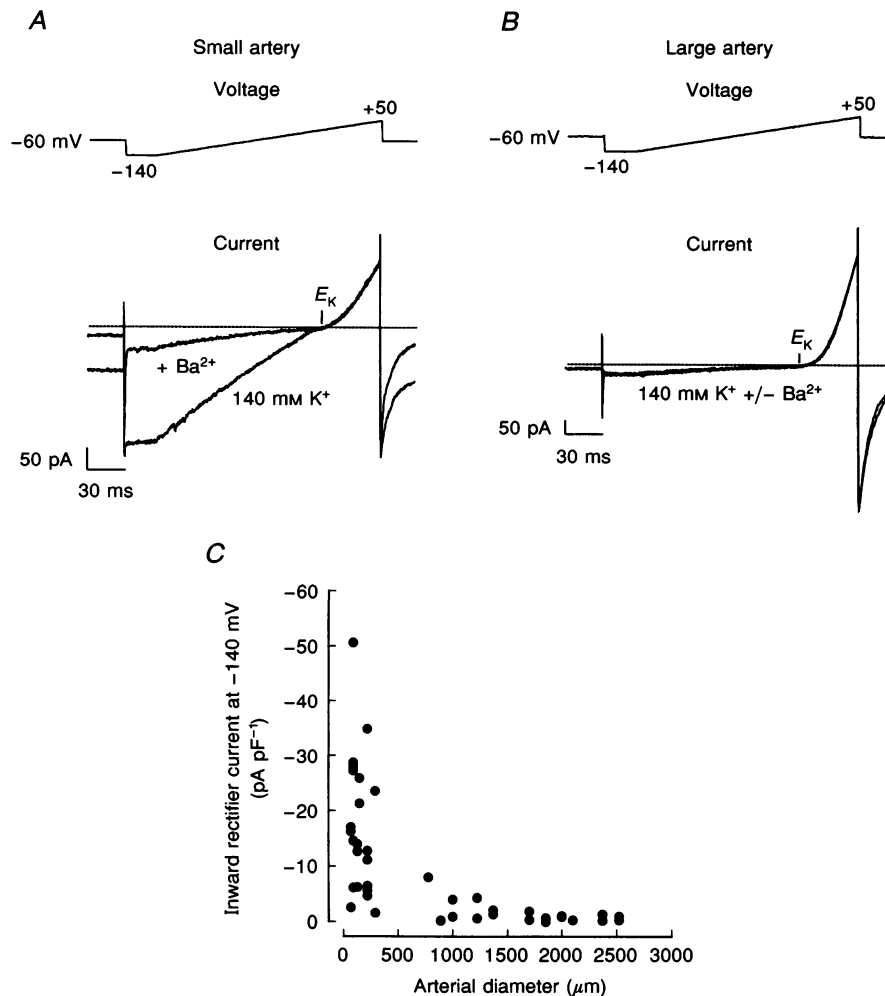 A
Small artery
Voltage
+50
−60 mV
−140
Current
E_K
+ Ba²⁺
140 mM K⁺
50 pA
30 ms
B
Large artery
Voltage
+50
−60 mV
−140
Current
E_K
140 mM K⁺ +/− Ba²⁺
50 pA
30 ms
C
Inward rectifier current at −140 mV
(pA pF⁻¹)
−60
−50
−40
−30
−20
−10
0
0 500 1000 1500 2000 2500 3000
Arterial diameter (μm)